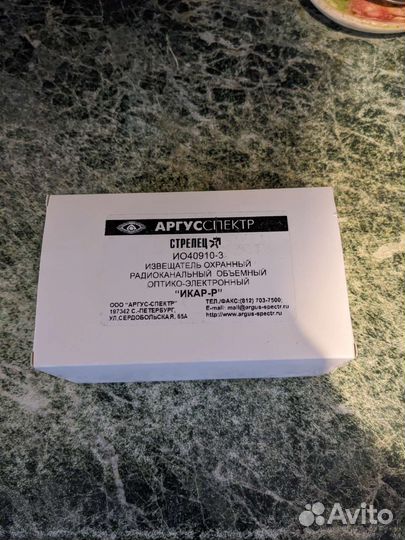 АРГУССПЕКТР
СТРЕЛЕЦ
ИО40910-3
ИЗВЕЩАТЕЛЬ ОХРАННЫЙ
РАДИОКАНАЛЬНЫЙ ОБЪЕМНЫЙ
ОПТИКО-ЭЛЕКТРОННЫЙ
"ИКАР-Р"
ООО "АРГУС-СПЕКТР"
197342 С.-ПЕТЕРБУРГ,
УЛ.СЕРДОБОЛЬСКАЯ, 65А
ТЕЛ./ФАКС:(812) 703-7500,
E-mail: mail@argus-spectr.ru
http://www.argus-spectr.ru
Avito